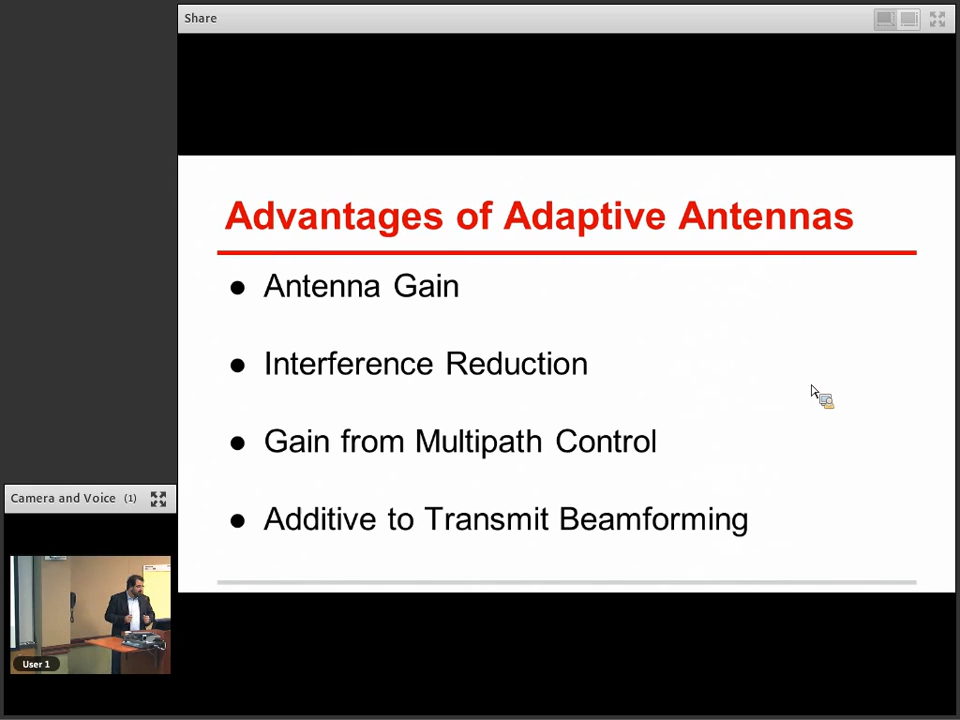 Share
Advantages of Adaptive Antennas
● Antenna Gain
● Interference Reduction
● Gain from Multipath Control
● Additive to Transmit Beamforming
Camera and Voice (1)
User 1